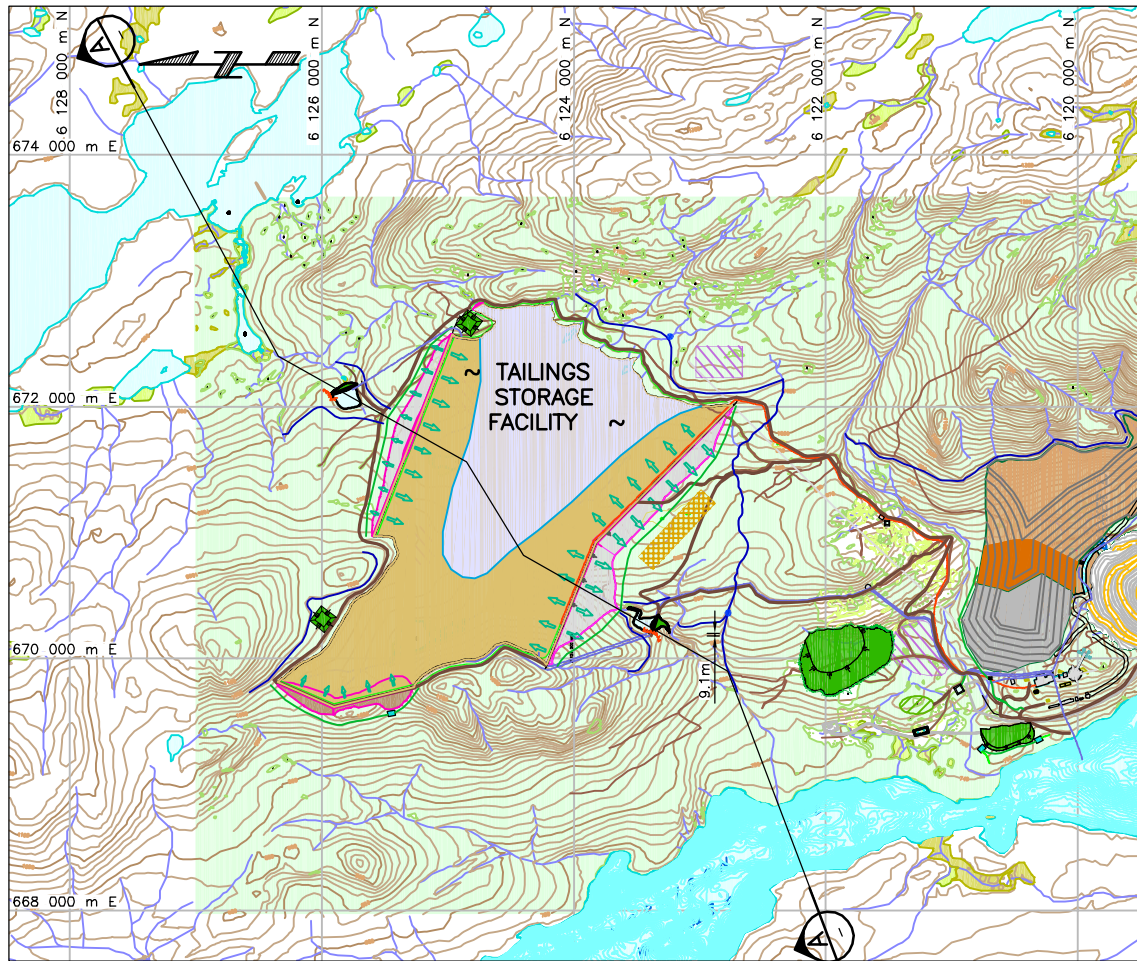 A
6 128 000 m N
6 126 000 m N
6 124 000 m N
6 122 000 m N
6 120 000 m N
N
674 000 m E
672 000 m E
TAILINGS
STORAGE
FACILITY
670 000 m E
9.1m
668 000 m E
A